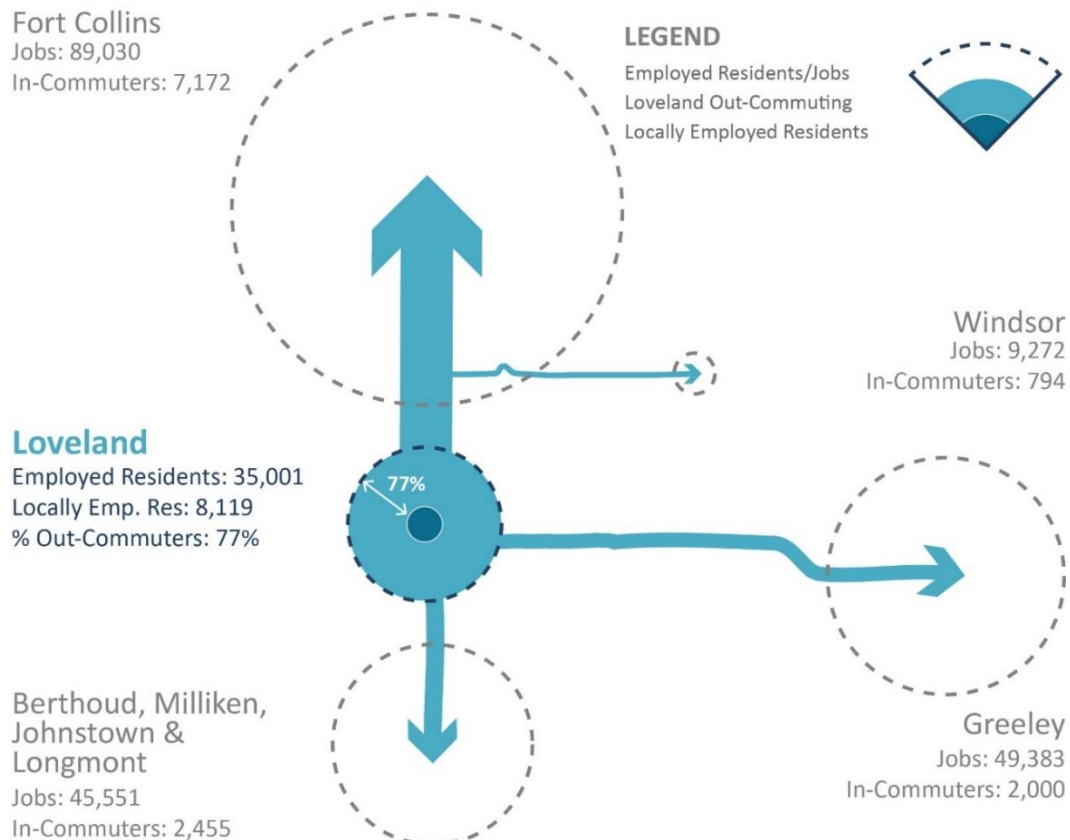 Fort Collins
Jobs: 89,030
In-Commuters: 7,172
LEGEND
Employed Residents/Jobs
Loveland Out-Commuting
Locally Employed Residents
Windsor
Jobs: 9,272
In-Commuters: 794
Loveland
Employed Residents: 35,001
Locally Emp. Res: 8,119
% Out-Commuters: 77%
77%
Berthoud, Milliken,
Johnstown &
Longmont
Jobs: 45,551
In-Commuters: 2,455
Greeley
Jobs: 49,383
In-Commuters: 2,000